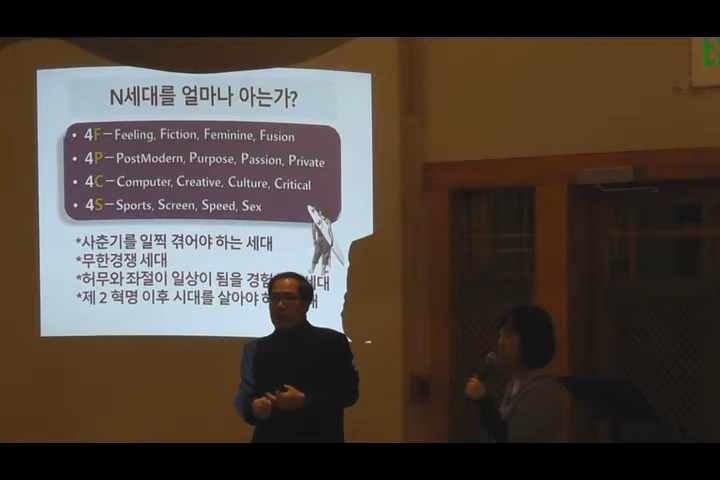 N세대를 얼마나 아는가?
• 4F–Feeling, Fiction, Feminine, Fusion
• 4P–PostModern, Purpose, Passion, Private
• 4C–Computer, Creative, Culture, Critical
• 4S–Sports, Screen, Speed, Sex
*사춘기를 일찍 겪어야 하는 세대
*무한경쟁 세대
*허무와 좌절이 일상이 됨을 세대
*제 2 혁명 이후 시대를 살아야